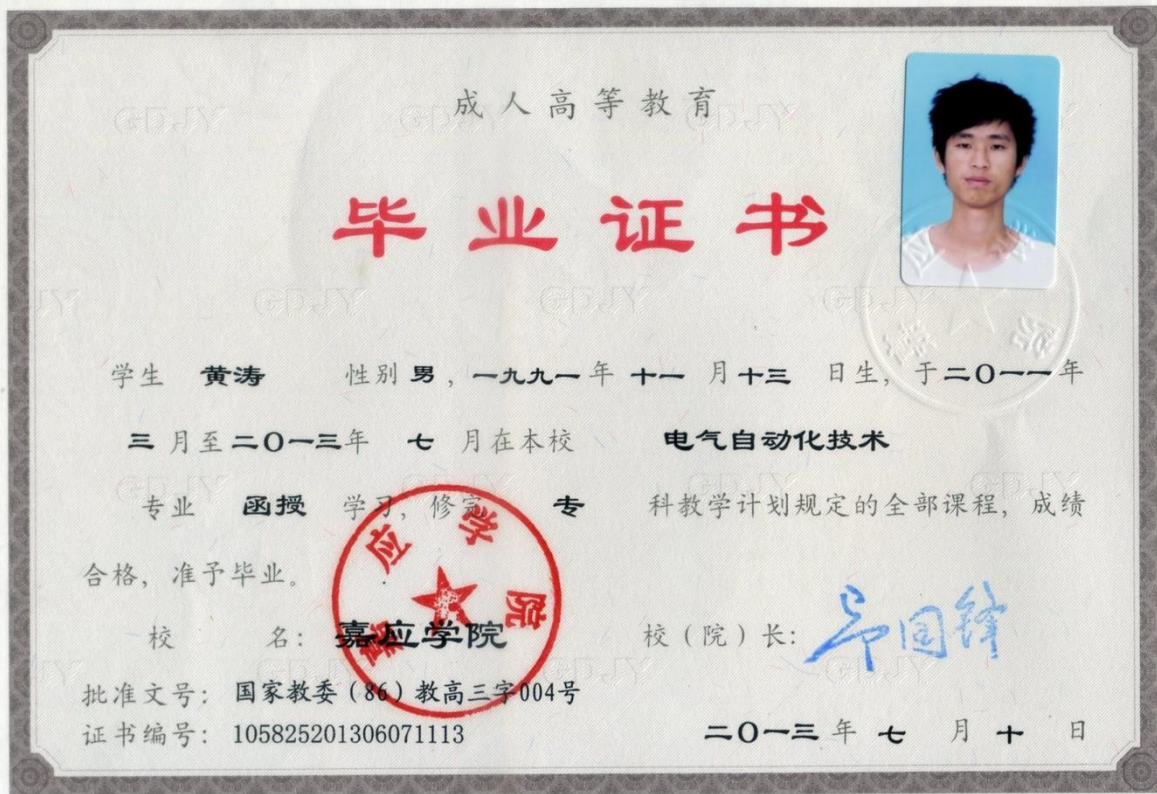 成人高等教育
毕业证书
学生 黄涛 性别 男，一九九一年 十一 月 十三 日生，于二〇一一年
三 月至二〇一三年 七 月在本校 电气自动化技术
专业 函授 学习，修完 专 科教学计划规定的全部课程，成绩
合格，准予毕业。
校 名：嘉应学院 校（院）长：
批准文号：国家教委（86）教高三字004号
证书编号：105825201306071113 二〇一三年 七 月 十 日
嘉应学院
GDJY